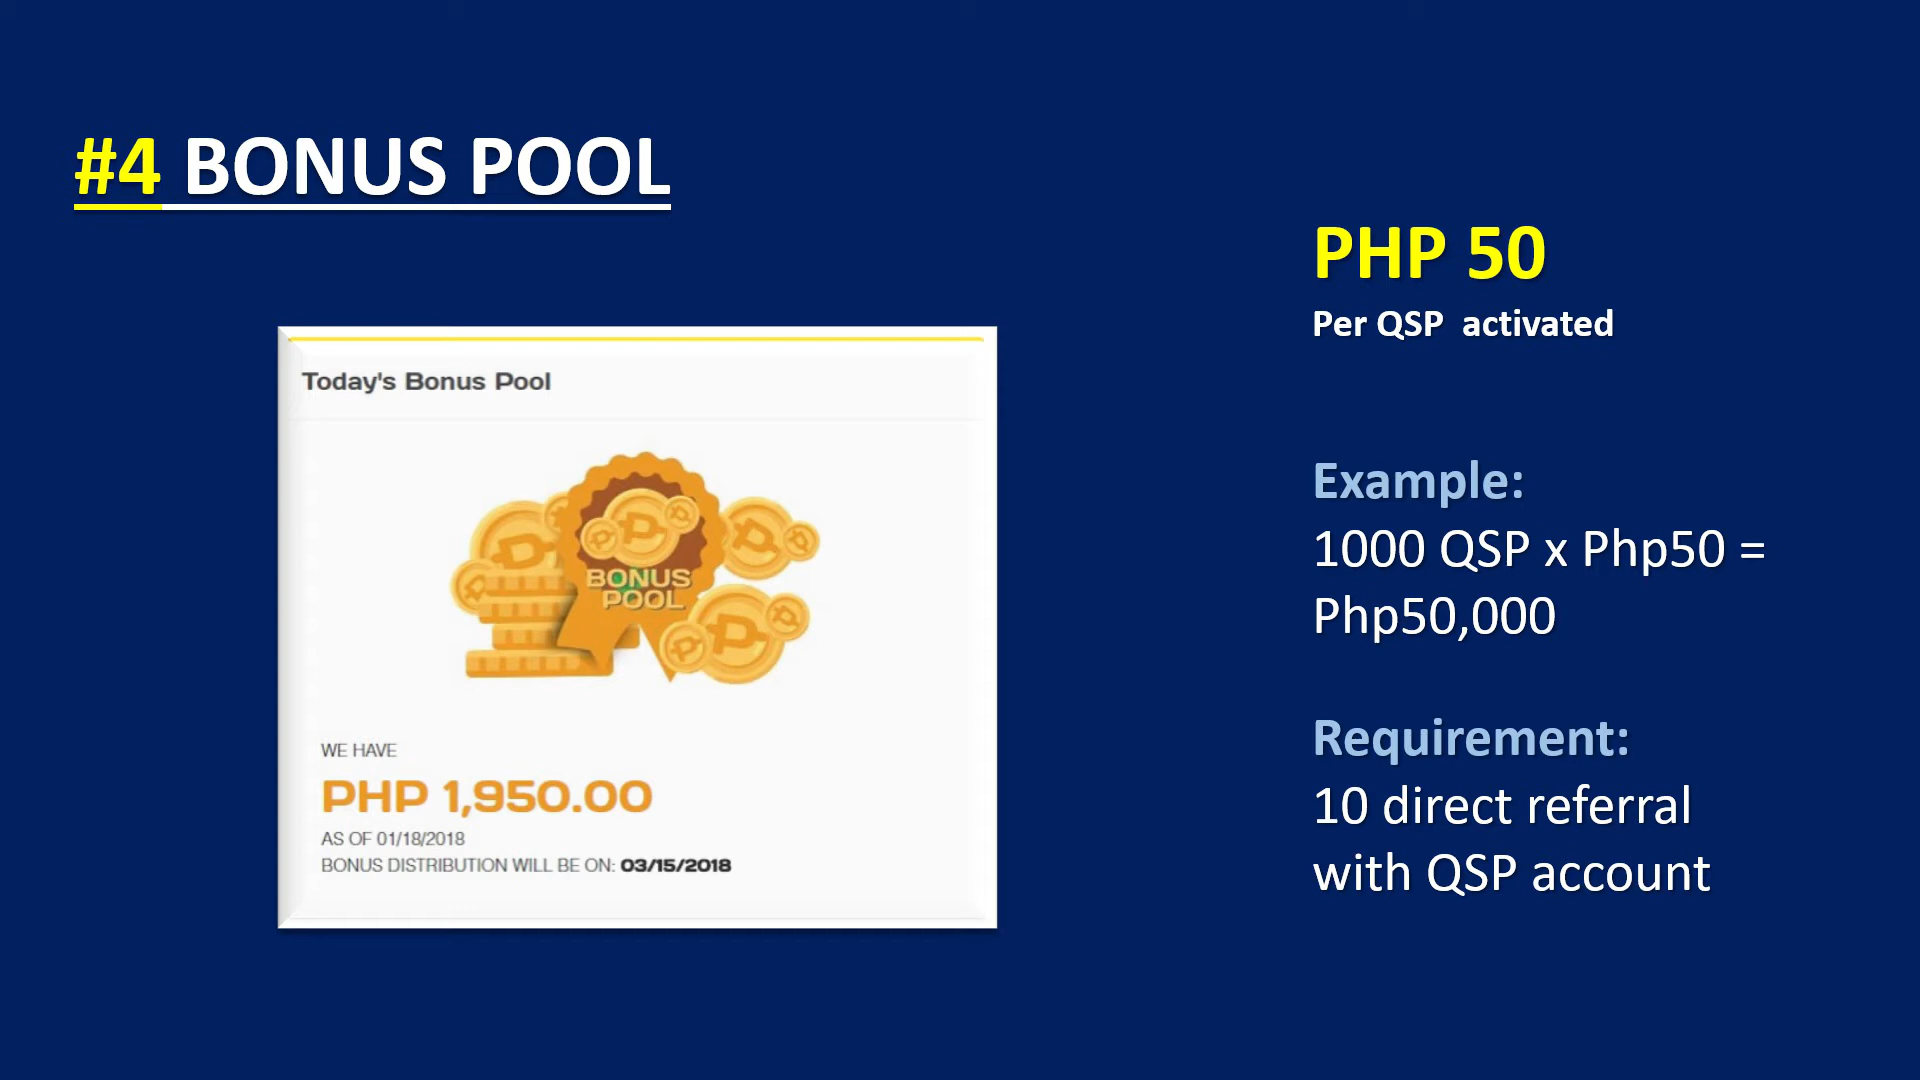 #4 BONUS POOL
Today's Bonus Pool
BONUS
POOL
WE HAVE
PHP 1,950.00
AS OF 01/18/2018
BONUS DISTRIBUTION WILL BE ON: 03/15/2018
PHP 50
Per QSP activated
Example:
1000 QSP x Php50 =
Php50,000
Requirement:
10 direct referral
with QSP account